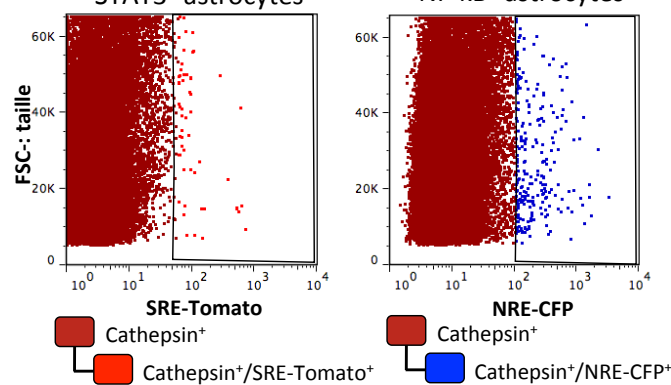 STAT3⁺ astrocytes
NF-κB⁺ astrocytes
60K
40K
20K
0
FSC-: taille
10⁰ 10¹ 10² 10³ 10⁴
SRE-Tomato
60K
40K
20K
0
10⁰ 10¹ 10² 10³ 10⁴
NRE-CFP
Cathepsin⁺
Cathepsin⁺/SRE-Tomato⁺
Cathepsin⁺
Cathepsin⁺/NRE-CFP⁺